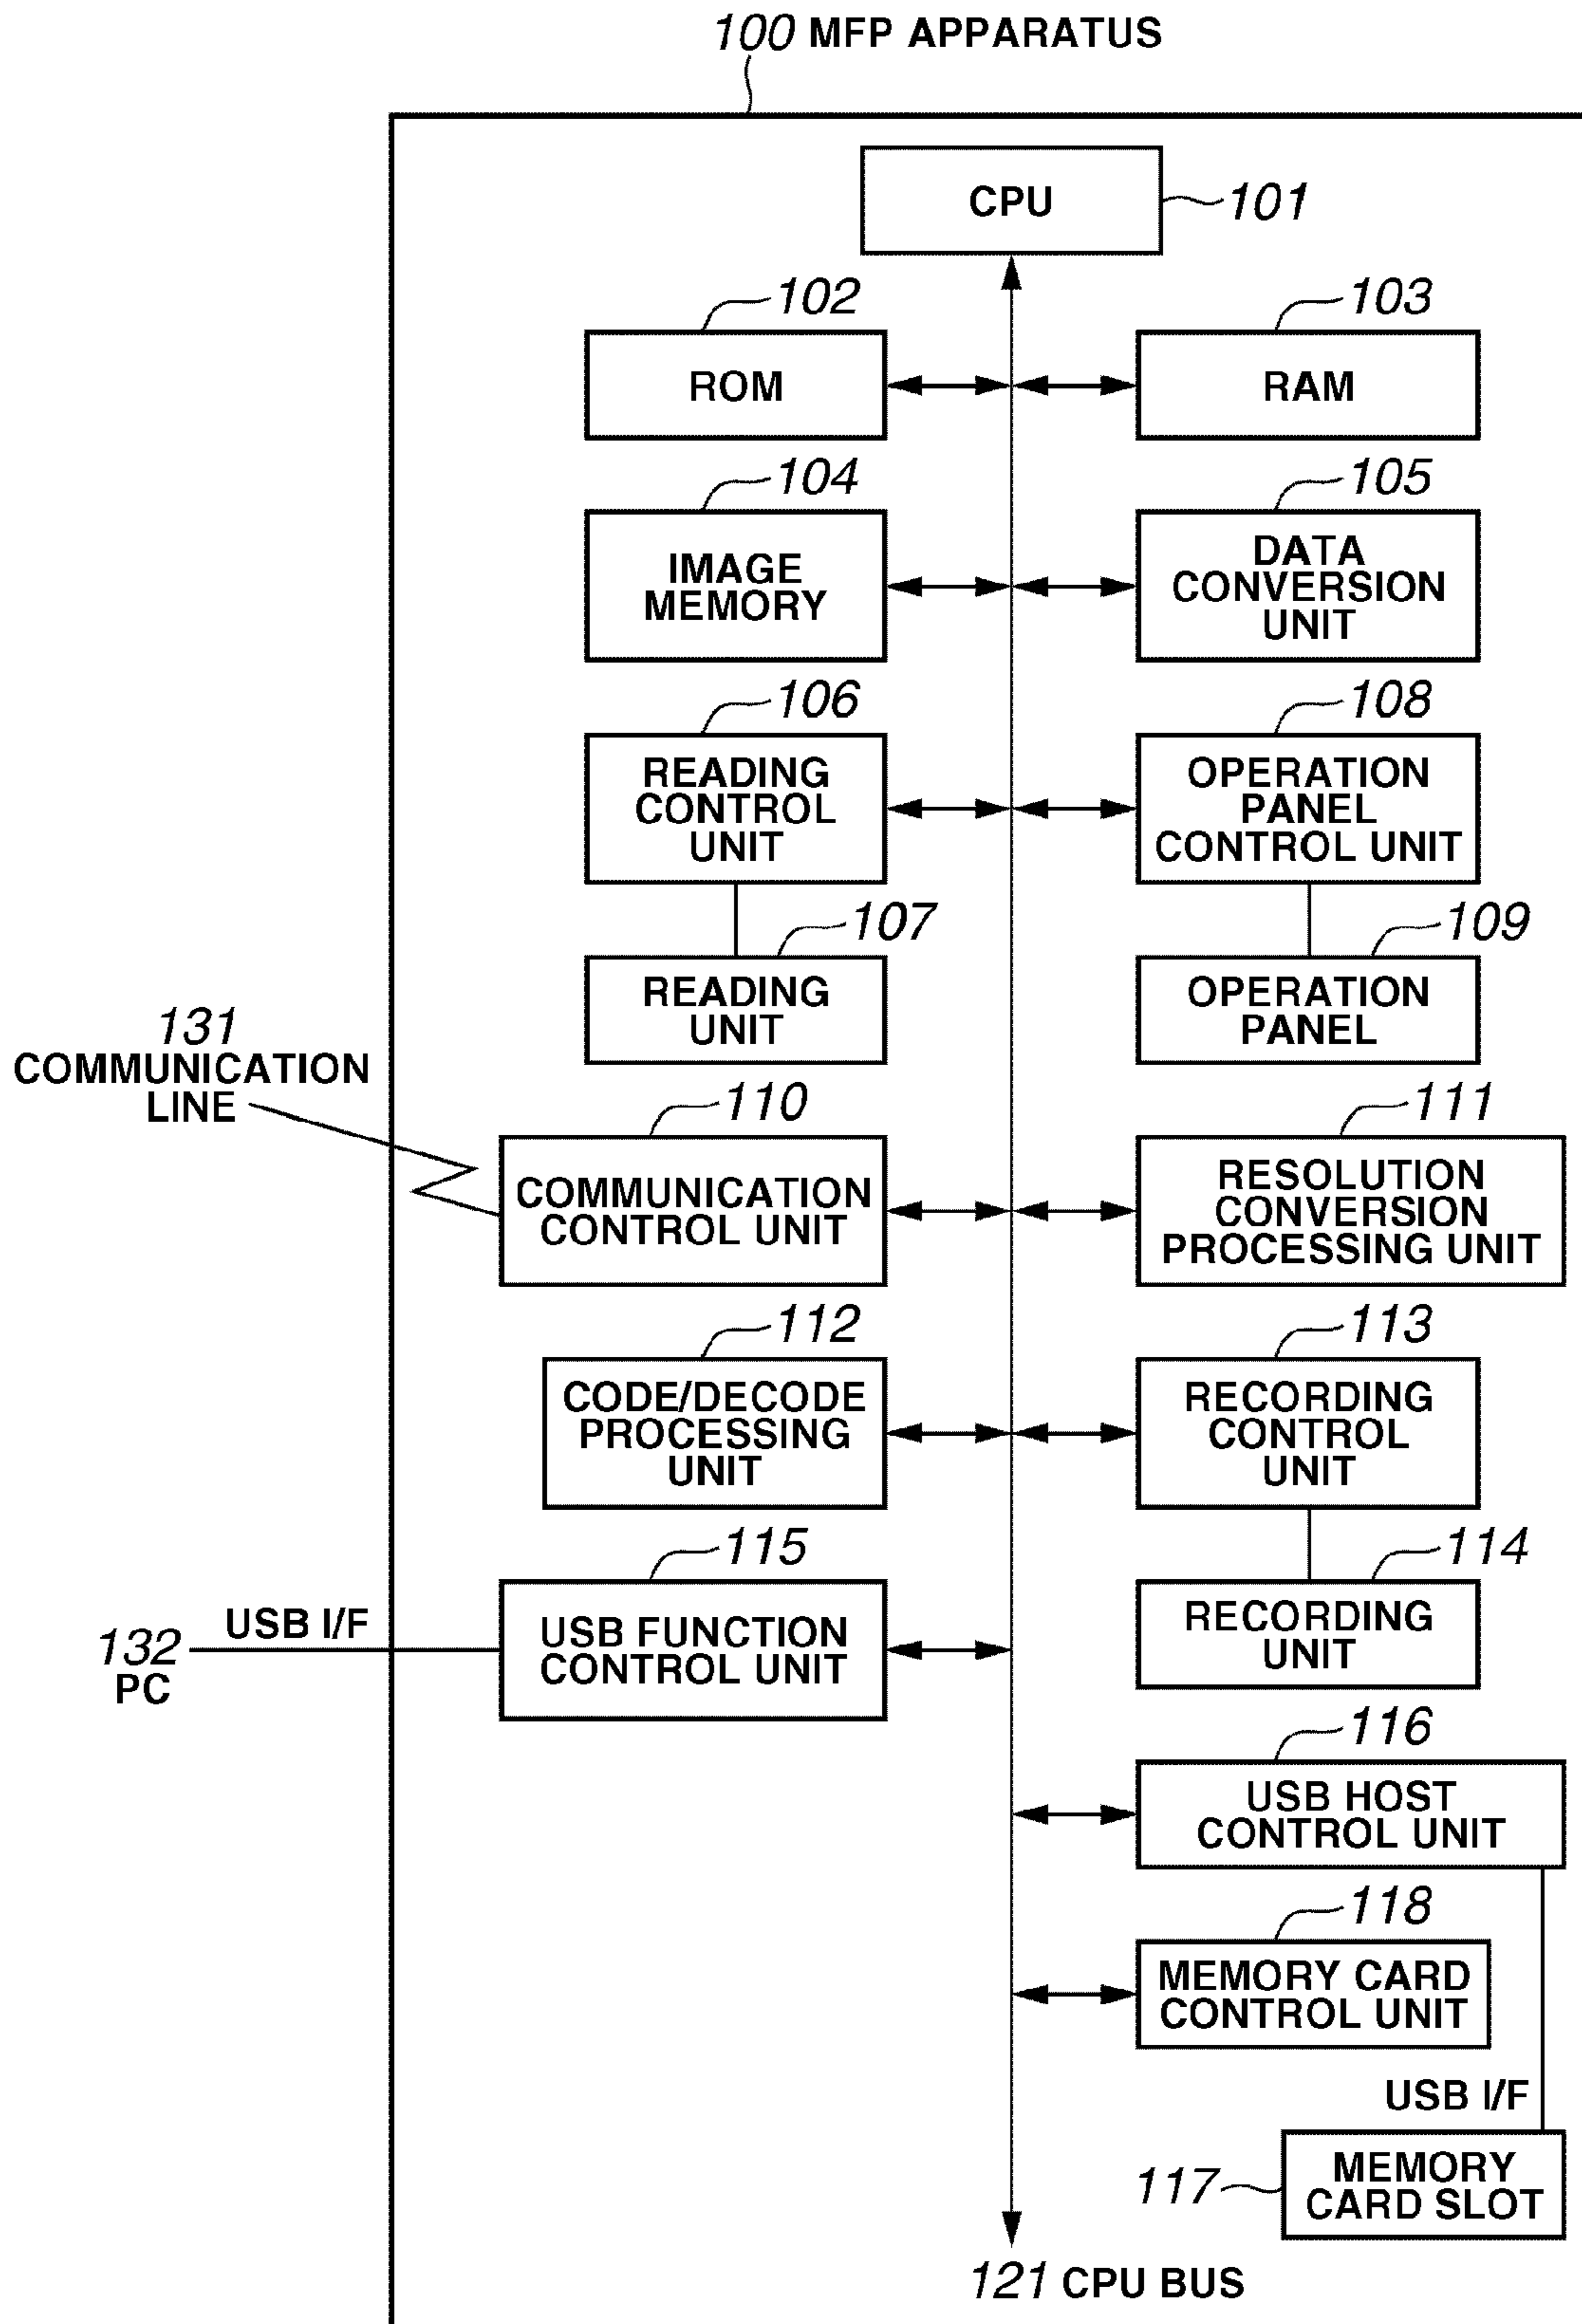 100 MFP APPARATUS
CPU
101
102
103
ROM
RAM
104
105
IMAGE
MEMORY
DATA
CONVERSION
UNIT
106
108
READING
CONTROL
UNIT
OPERATION
PANEL
CONTROL UNIT
107
109
READING
UNIT
OPERATION
PANEL
131
COMMUNICATION
LINE
110
111
COMMUNICATION
CONTROL UNIT
RESOLUTION
CONVERSION
PROCESSING UNIT
112
113
CODE/DECODE
PROCESSING
UNIT
RECORDING
CONTROL
UNIT
115
114
132
PC
USB I/F
USB FUNCTION
CONTROL UNIT
RECORDING
UNIT
116
USB HOST
CONTROL UNIT
118
MEMORY CARD
CONTROL UNIT
USB I/F
117
MEMORY
CARD SLOT
121 CPU BUS